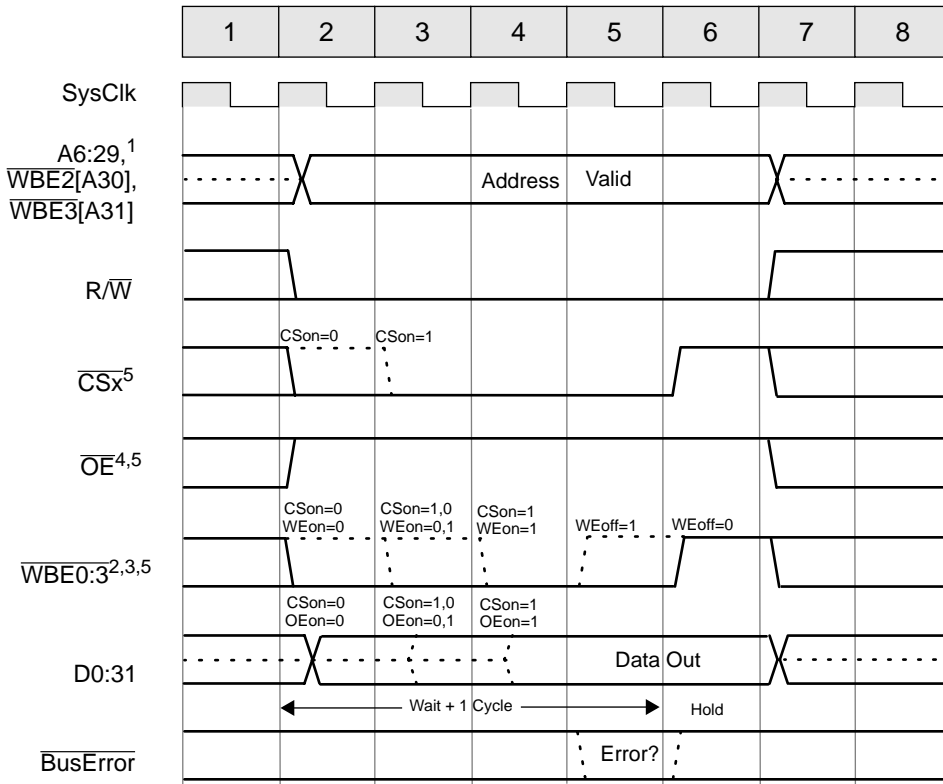 1 2 3 4 5 6 7 8
SysClk
A6:29,1
WBE2[A30],
WBE3[A31]
Address Valid
R/W
CSon=0 CSon=1
CSx5
OE4,5
CSon=0 CSon=1,0 CSon=1
WEon=0 WEon=0,1 WEon=1 WEoff=1 WEoff=0
WBE0:32,3,5
CSon=0 CSon=1,0 CSon=1
OEon=0 OEon=0,1 OEon=1
D0:31
Data Out
Wait + 1 Cycle Hold
BusError
Error?